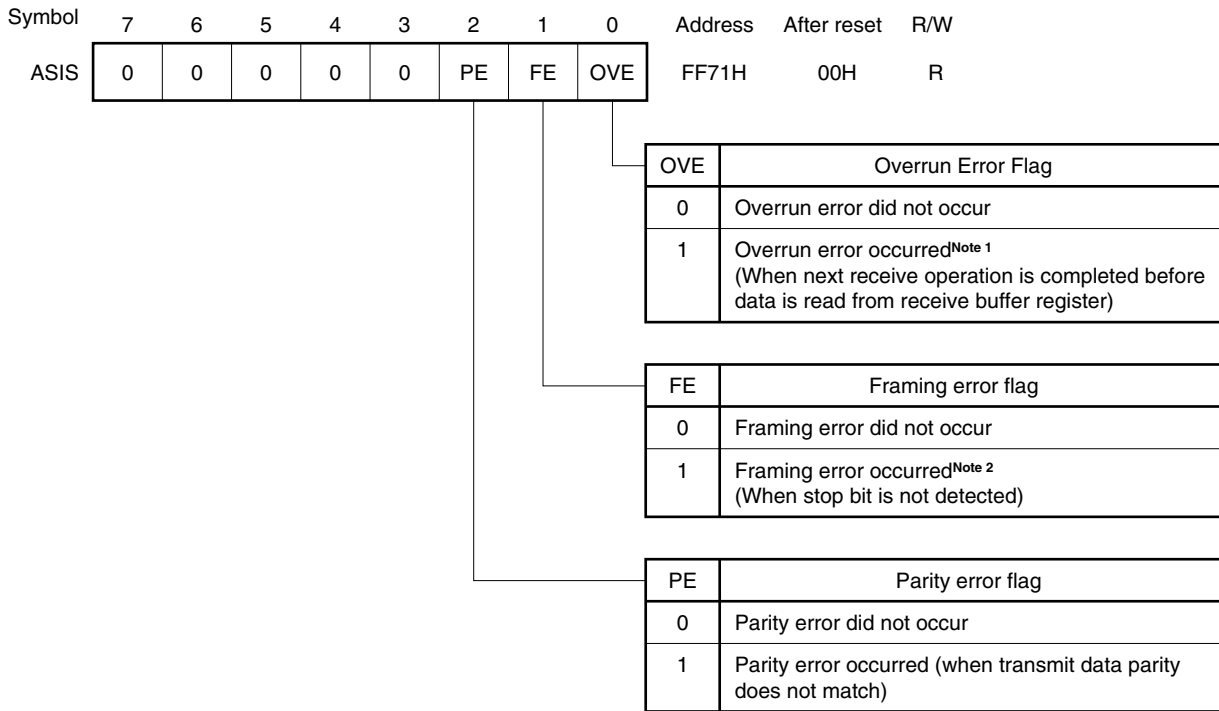 Symbol 7 6 5 4 3 2 1 0 Address After reset R/W
ASIS 0 0 0 0 0 PE FE OVE FF71H 00H R
OVE Overrun Error Flag
0 Overrun error did not occur
1 Overrun error occurredNote 1
(When next receive operation is completed before
data is read from receive buffer register)
FE Framing error flag
0 Framing error did not occur
1 Framing error occurredNote 2
(When stop bit is not detected)
PE Parity error flag
0 Parity error did not occur
1 Parity error occurred (when transmit data parity
does not match)